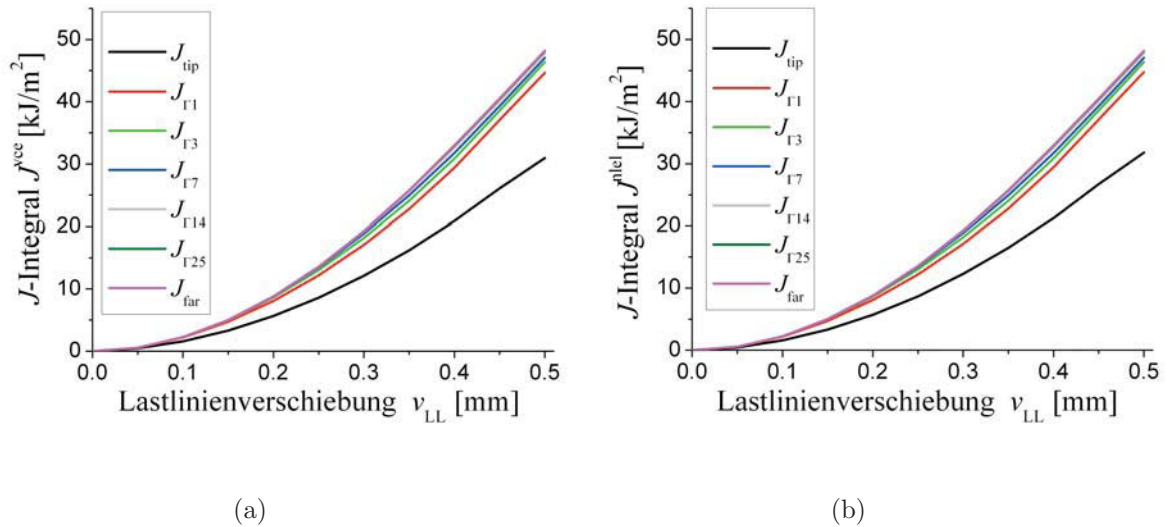 J-Integral J^vce [kJ/m²]
50
40
30
20
10
0
J_tip
J_Γ1
J_Γ3
J_Γ7
J_Γ14
J_Γ25
J_far
0.0 0.1 0.2 0.3 0.4 0.5
Lastlinienverschiebung v_LL [mm]
(a)
J-Integral J^nlel [kJ/m²]
50
40
30
20
10
0
J_tip
J_Γ1
J_Γ3
J_Γ7
J_Γ14
J_Γ25
J_far
0.0 0.1 0.2 0.3 0.4 0.5
Lastlinienverschiebung v_LL [mm]
(b)